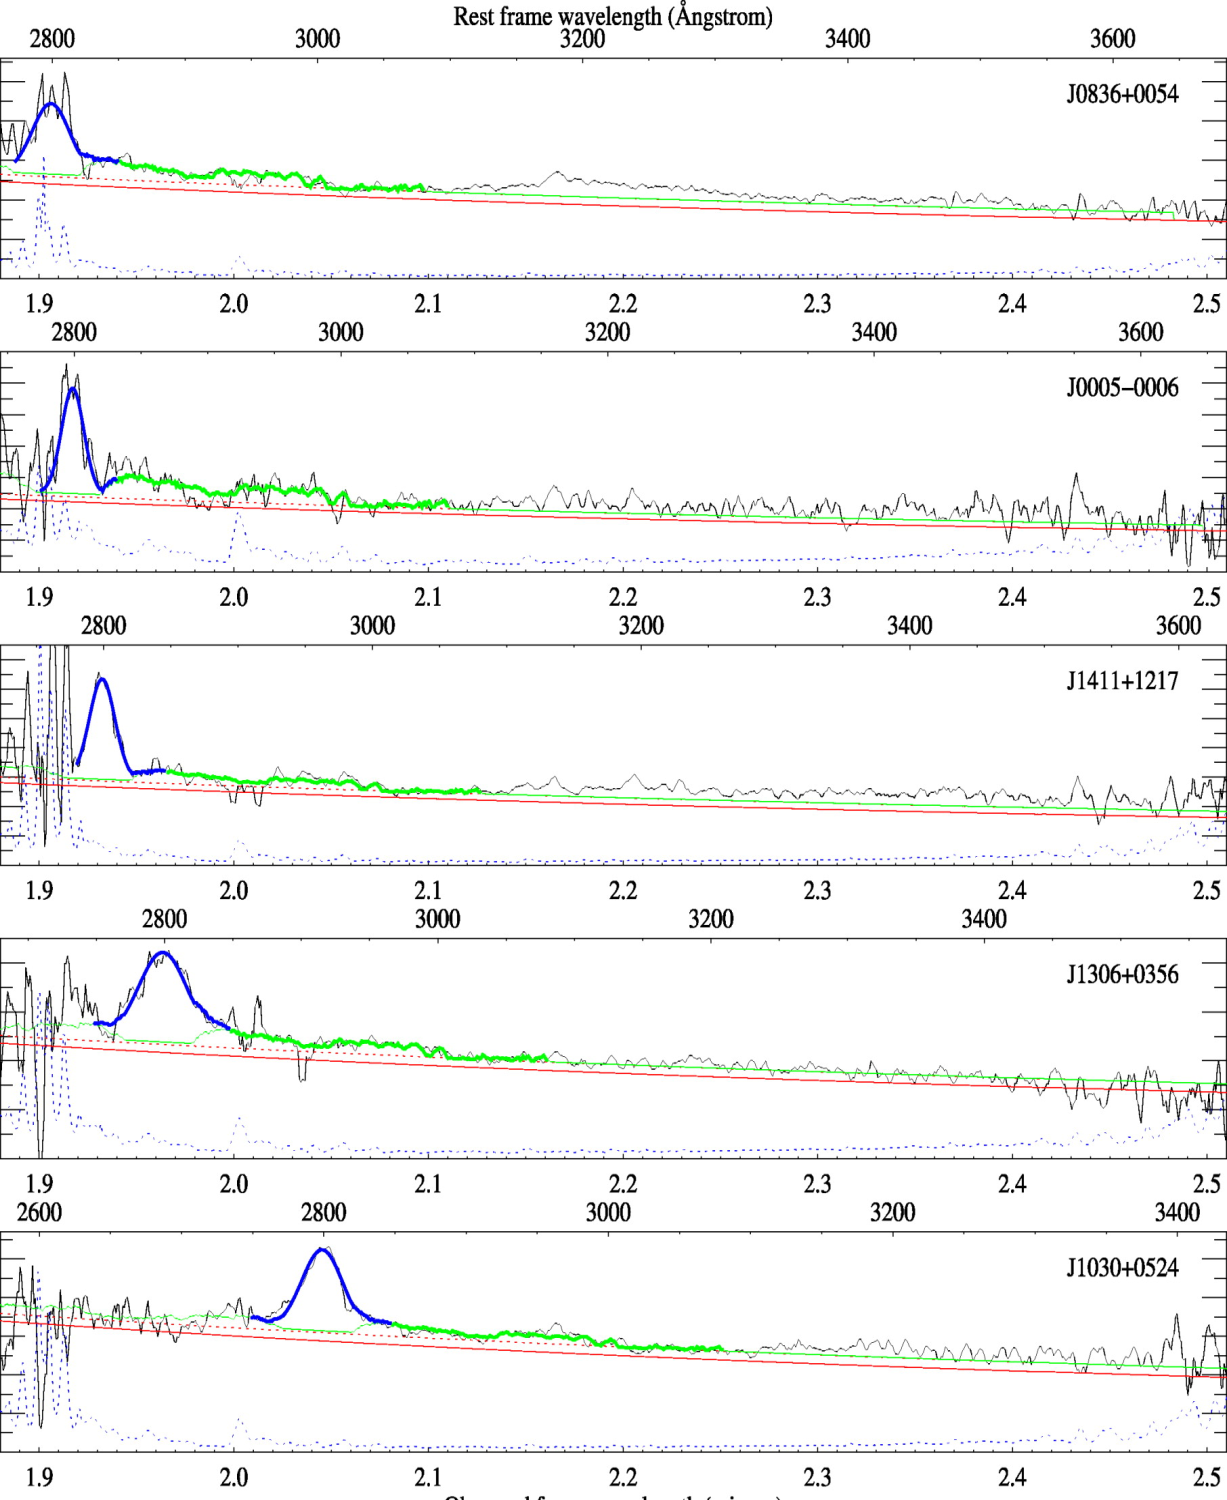 Rest frame wavelength (Ångstrom)
2800 3000 3200 3400 3600
J0836+0054
1.9 2.0 2.1 2.2 2.3 2.4 2.5
2800 3000 3200 3400 3600
J0005−0006
1.9 2.0 2.1 2.2 2.3 2.4 2.5
2800 3000 3200 3400 3600
J1411+1217
1.9 2.0 2.1 2.2 2.3 2.4 2.5
2800 3000 3200 3400
J1306+0356
1.9 2.0 2.1 2.2 2.3 2.4 2.5
2600 2800 3000 3200 3400
J1030+0524
1.9 2.0 2.1 2.2 2.3 2.4 2.5